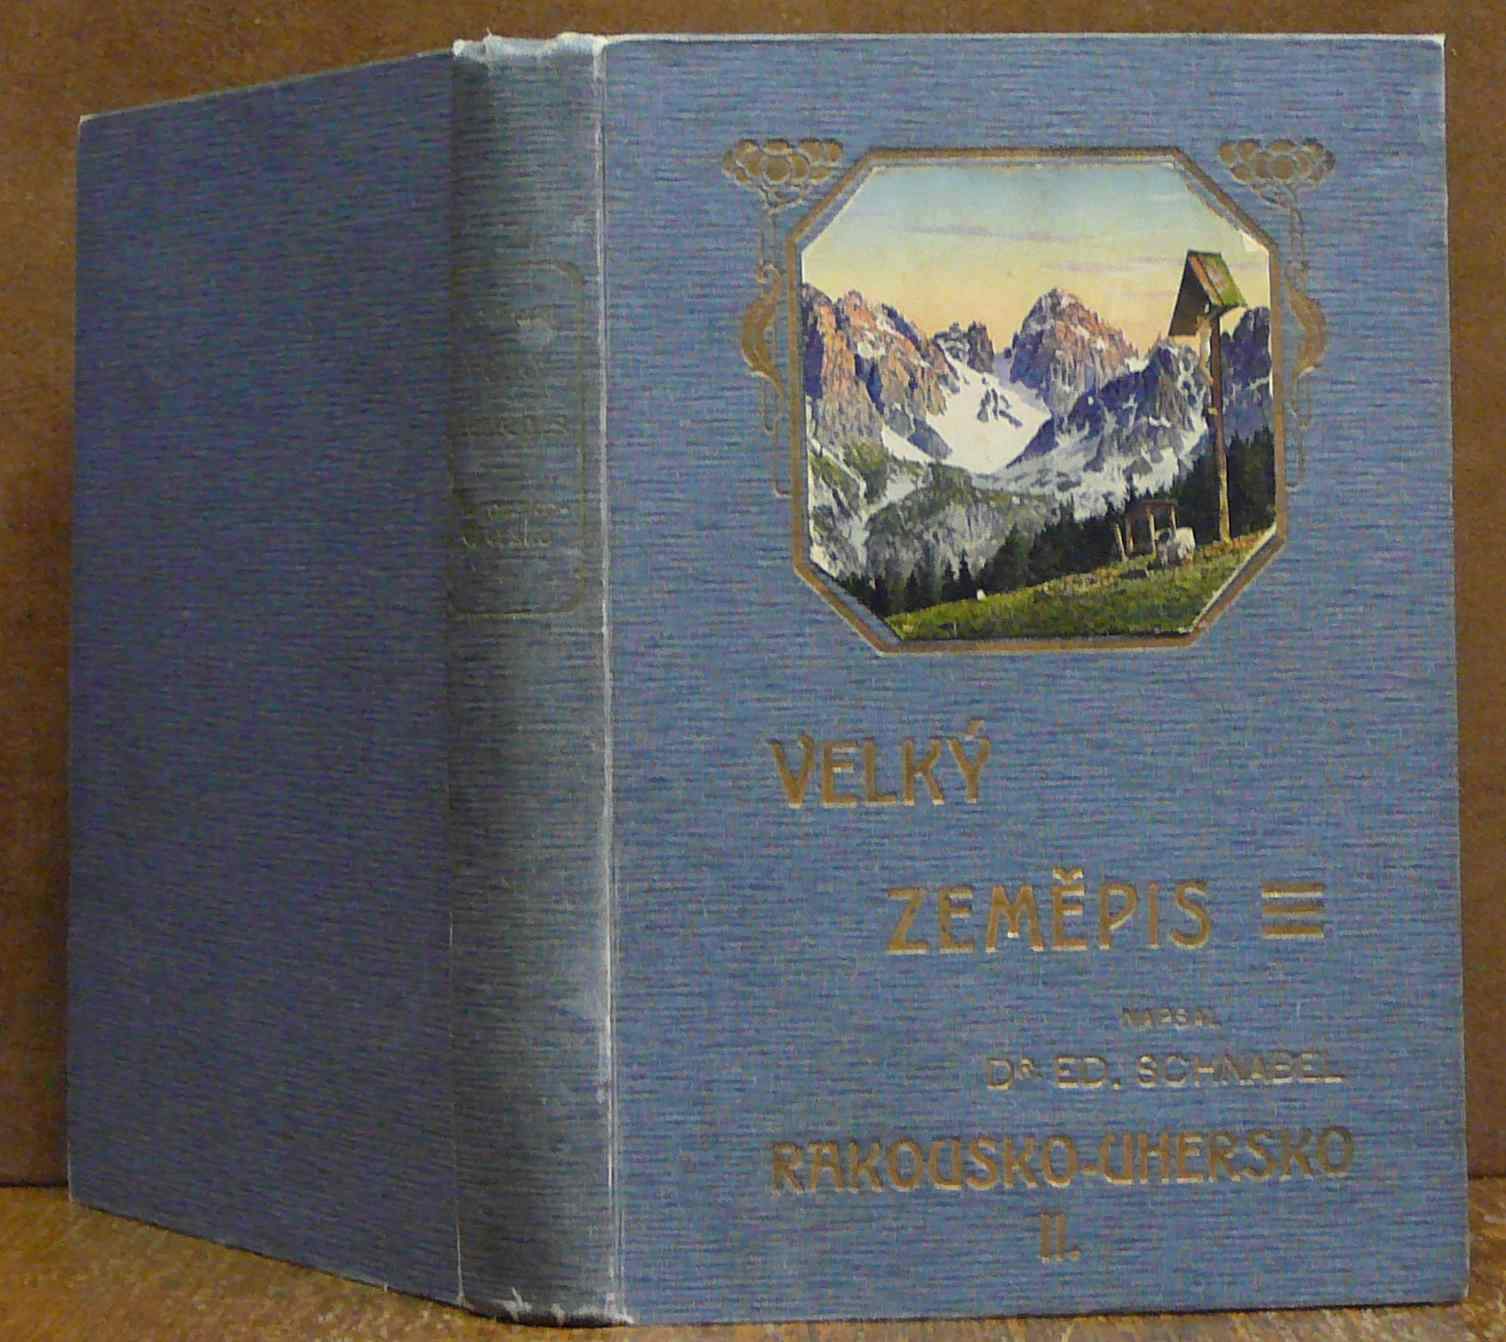 VELKÝ
ZEMĚPIS
NAPSAL
DR ED. SCHNABEL
RAKOUSKO-UHERSKO
II.